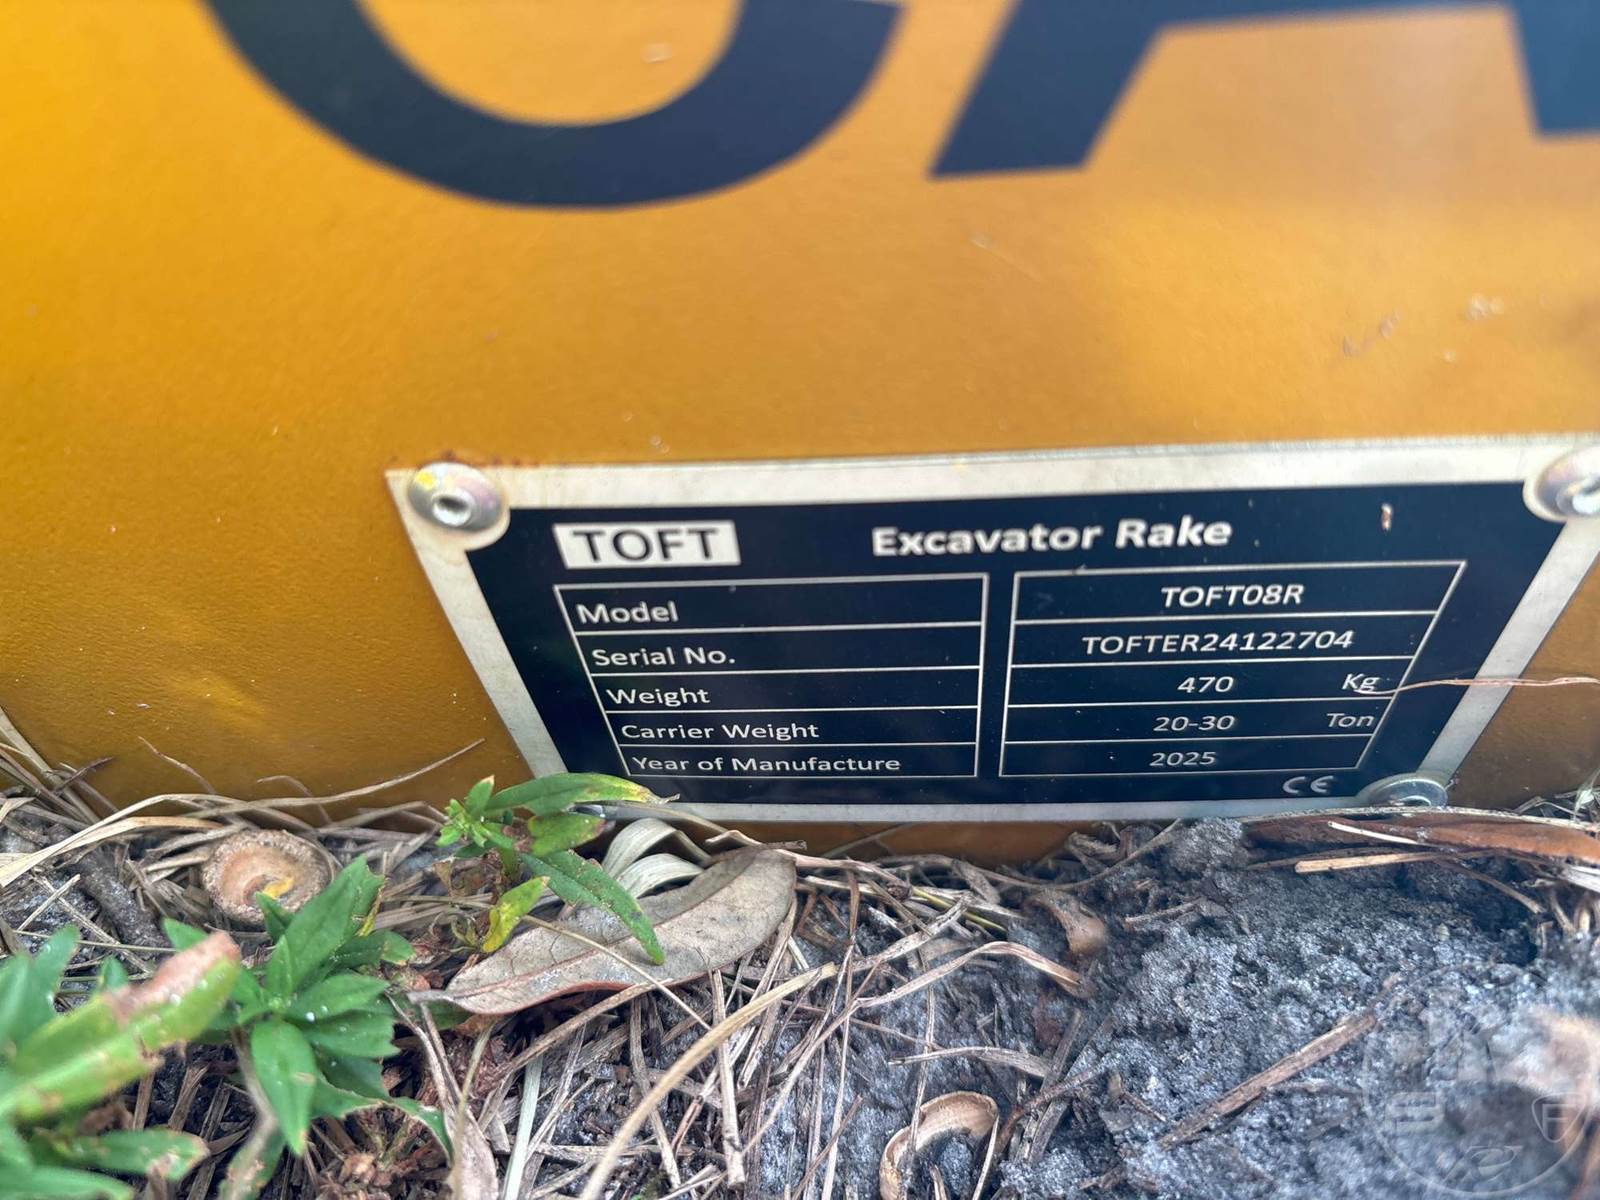 CA
TOFT Excavator Rake
Model TOFT08R
Serial No. TOFTER24122704
Weight 470 Kg
Carrier Weight 20-30 Ton
Year of Manufacture 2025
CE